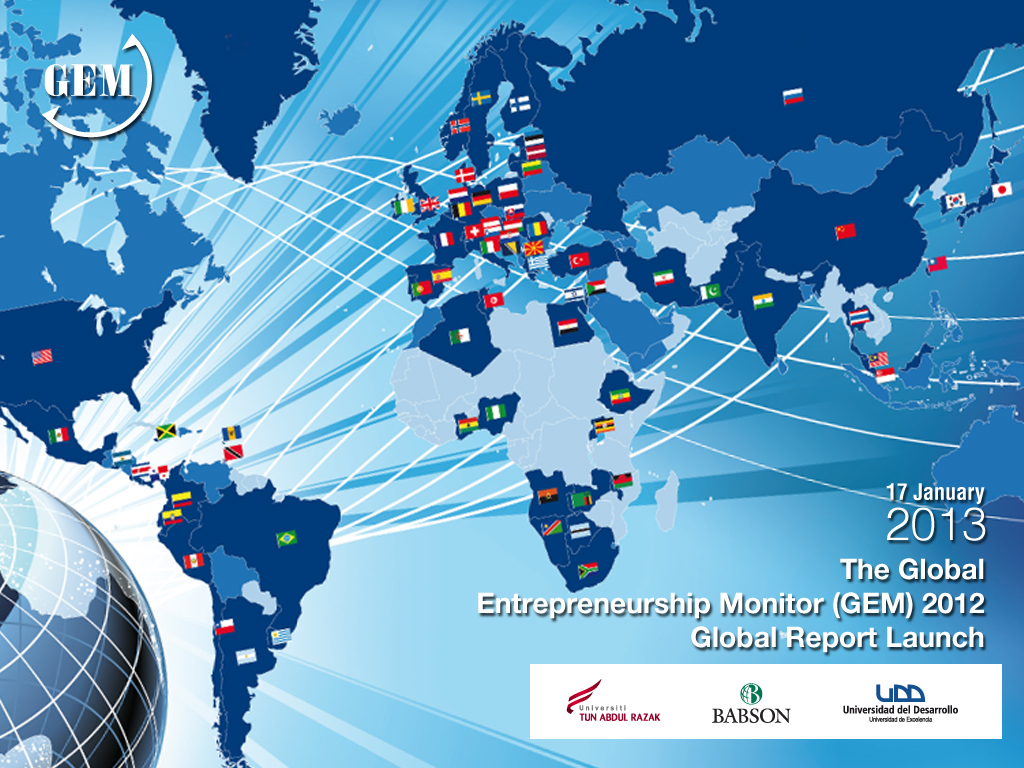 GEM
17 January
2013
The Global
Entrepreneurship Monitor (GEM) 2012
Global Report Launch
Universiti
TUN ABDUL RAZAK
BABSON
UDD
Universidad del Desarrollo
Universidad de Excelencia